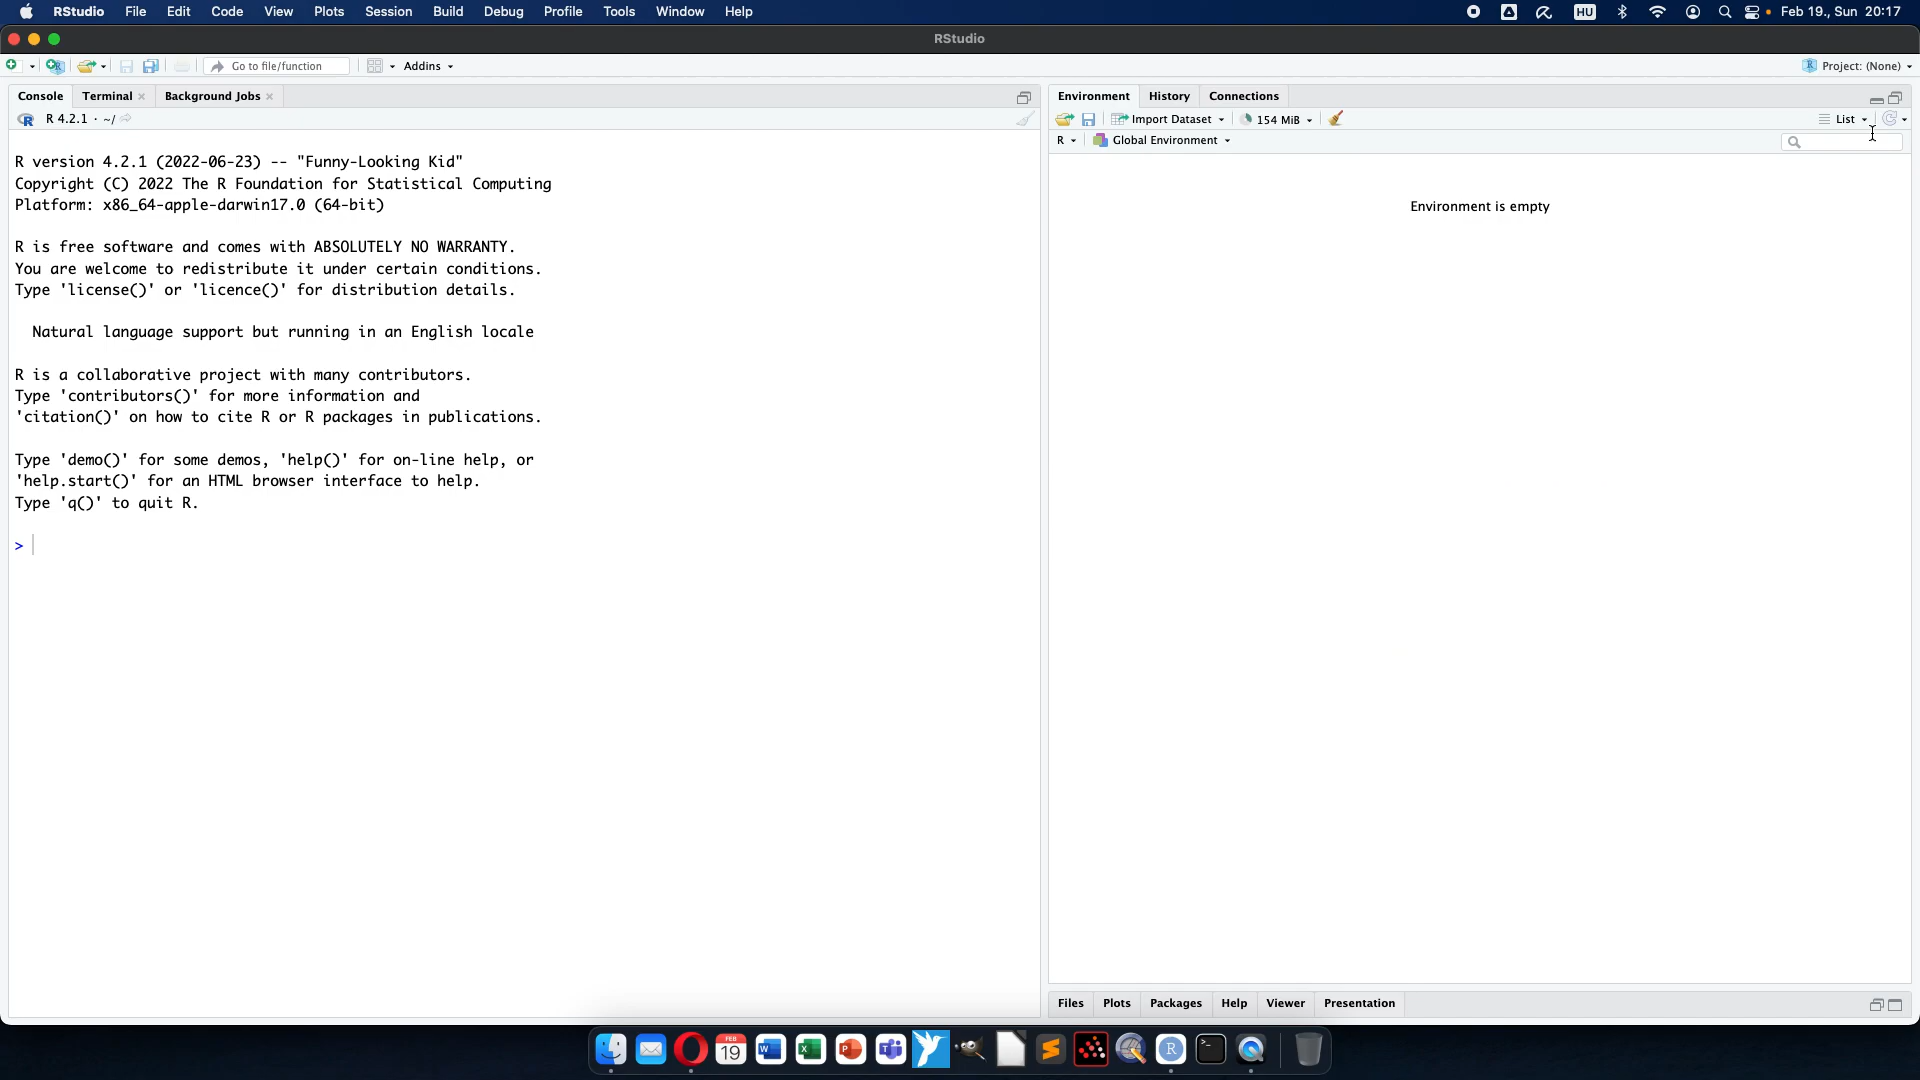 RStudio File Edit Code View Plots Session Build Debug Profile Tools Window Help HU Feb 19., Sun 20:17
RStudio
Go to file/function Addins Project: (None)
Console Terminal Background Jobs
R 4.2.1 · ~/
R version 4.2.1 (2022-06-23) -- "Funny-Looking Kid"
Copyright (C) 2022 The R Foundation for Statistical Computing
Platform: x86_64-apple-darwin17.0 (64-bit)
R is free software and comes with ABSOLUTELY NO WARRANTY.
You are welcome to redistribute it under certain conditions.
Type 'license()' or 'licence()' for distribution details.
Natural language support but running in an English locale
R is a collaborative project with many contributors.
Type 'contributors()' for more information and
'citation()' on how to cite R or R packages in publications.
Type 'demo()' for some demos, 'help()' for on-line help, or
'help.start()' for an HTML browser interface to help.
Type 'q()' to quit R.
>
Environment History Connections
Import Dataset 154 MiB List
R Global Environment
Environment is empty
Files Plots Packages Help Viewer Presentation
FEB
19